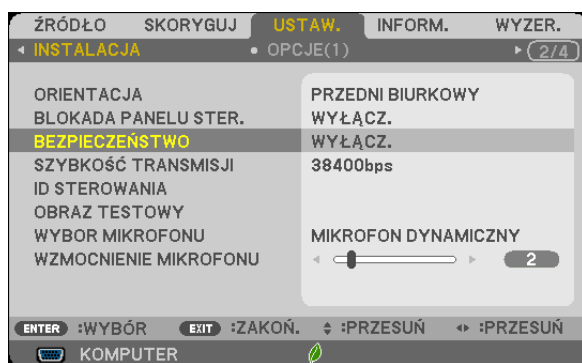 ŹRÓDŁO SKORYGUJ USTAW. INFORM. WYZER.
INSTALACJA OPCJE(1) 2/4
ORIENTACJA PRZEDNI BIURKOWY
BLOKADA PANELU STER. WYŁĄCZ.
BEZPIECZEŃSTWO WYŁĄCZ.
SZYBKOŚĆ TRANSMISJI 38400bps
ID STEROWANIA
OBRAZ TESTOWY
WYBOR MIKROFONU MIKROFON DYNAMICZNY
WZMOCNIENIE MIKROFONU 2
ENTER :WYBÓR EXIT :ZAKOŃ. :PRZESUŃ :PRZESUŃ
KOMPUTER